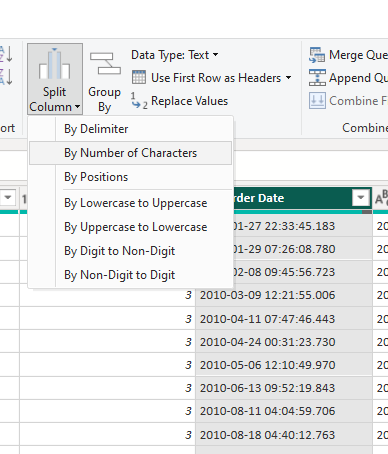 Data Type: Text
Merge Que
Split Column
Group By
Use First Row as Headers
Append Qu
Replace Values
Combine F
ort
Combine
By Delimiter
By Number of Characters
By Positions
By Lowercase to Uppercase
By Uppercase to Lowercase
By Digit to Non-Digit
By Non-Digit to Digit
1
rder Date
AB
01-27 22:33:45.183 20
01-29 07:26:08.780 20
02-08 09:45:56.723 20
3 2010-03-09 12:21:55.006 20
3 2010-04-11 07:47:46.443 20
3 2010-04-24 00:31:23.730 20
3 2010-05-06 12:10:49.970 20
3 2010-06-13 09:52:19.843 20
3 2010-08-11 04:04:59.706 20
3 2010-08-18 04:40:12.763 20